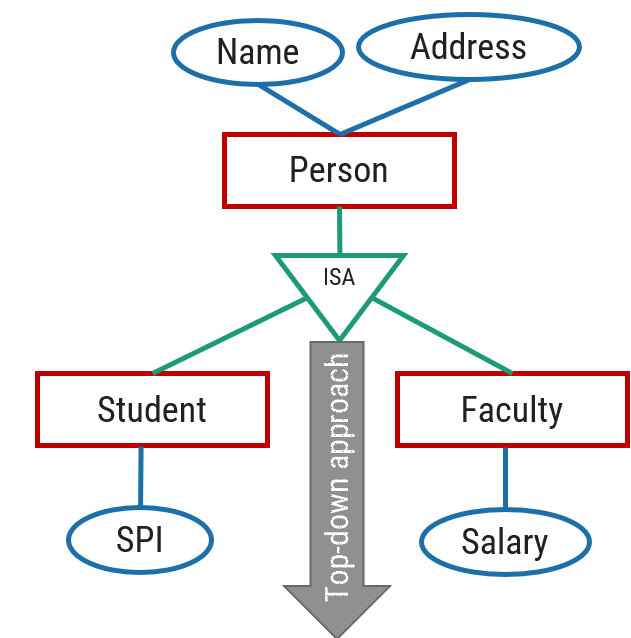 Name
Address
Person
ISA
Student
Faculty
Top-down approach
SPI
Salary